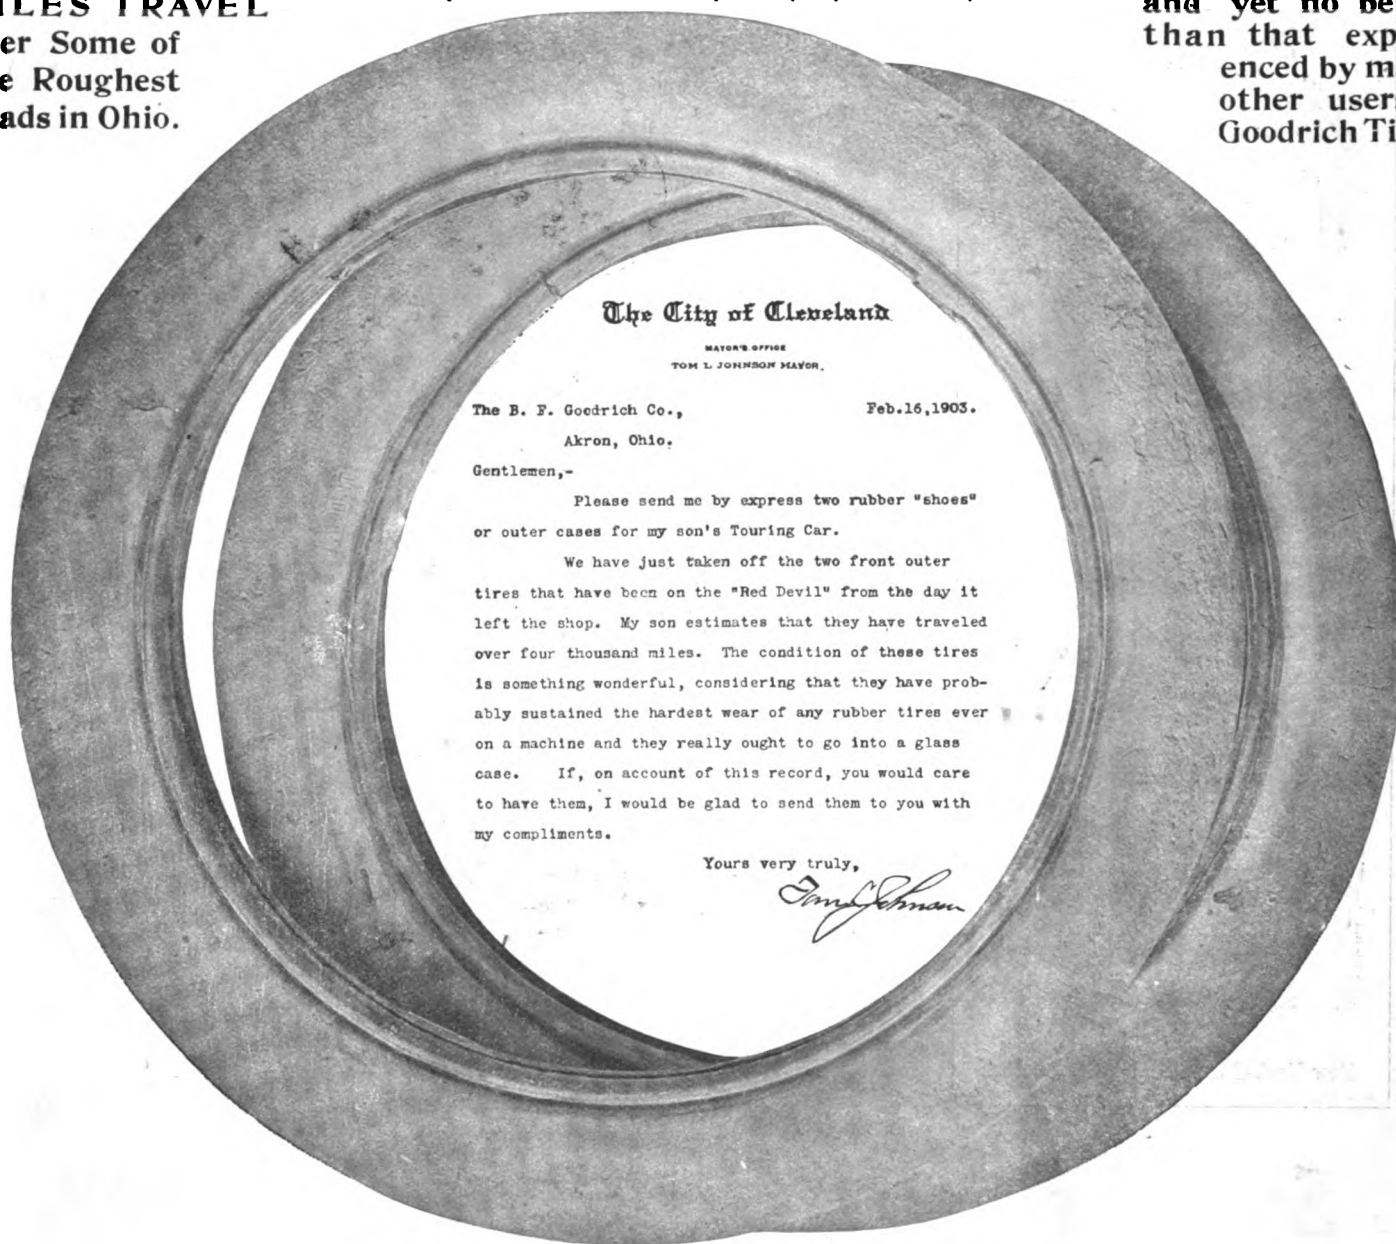 TRAVEL
er Some of
e Roughest
ads in Ohio.
and yet no be
than that exp
enced by m
other user
Goodrich Ti
The City of Cleveland
MAYOR'S OFFICE
TOM L JOHNSON MAYOR.
The B. F. Goodrich Co., Feb.16,1903.
Akron, Ohio.
Gentlemen,-
Please send me by express two rubber "shoes"
or outer cases for my son's Touring Car.
We have just taken off the two front outer
tires that have been on the "Red Devil" from the day it
left the shop. My son estimates that they have traveled
over four thousand miles. The condition of these tires
is something wonderful, considering that they have prob-
ably sustained the hardest wear of any rubber tires ever
on a machine and they really ought to go into a glass
case. If, on account of this record, you would care
to have them, I would be glad to send them to you with
my compliments.
Yours very truly,
Tom L Johnson